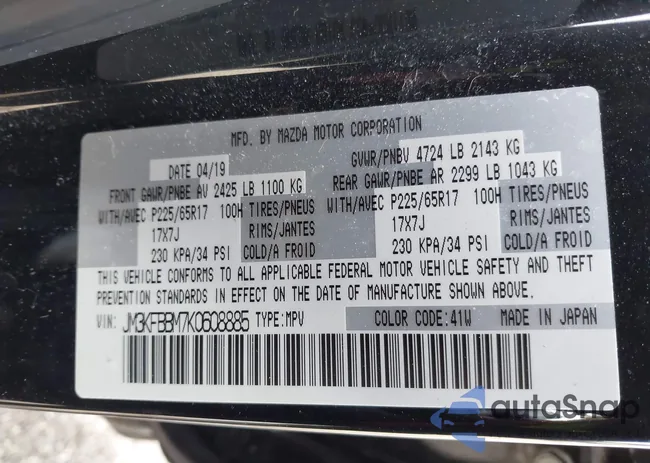 MFD. BY MAZDA MOTOR CORPORATION
DATE 04/19
GVWR/PNBV 4724 LB 2143 KG
FRONT GAWR/PNBE AV 2425 LB 1100 KG
REAR GAWR/PNBE AR 2299 LB 1043 KG
WITH/AVEC P225/65R17 100H TIRES/PNEUS
WITH/AVEC P225/65R17 100H TIRES/PNEUS
17X7J RIMS/JANTES
17X7J RIMS/JANTES
230 KPA/34 PSI COLD/A FROID
230 KPA/34 PSI COLD/A FROID
THIS VEHICLE CONFORMS TO ALL APPLICABLE FEDERAL MOTOR VEHICLE SAFETY AND THEFT
PREVENTION STANDARDS IN EFFECT ON THE DATE OF MANUFACTURE SHOWN ABOVE.
VIN: JM3KFBBM7K0608885 TYPE:MPV COLOR CODE:41W MADE IN JAPAN
autoSnap